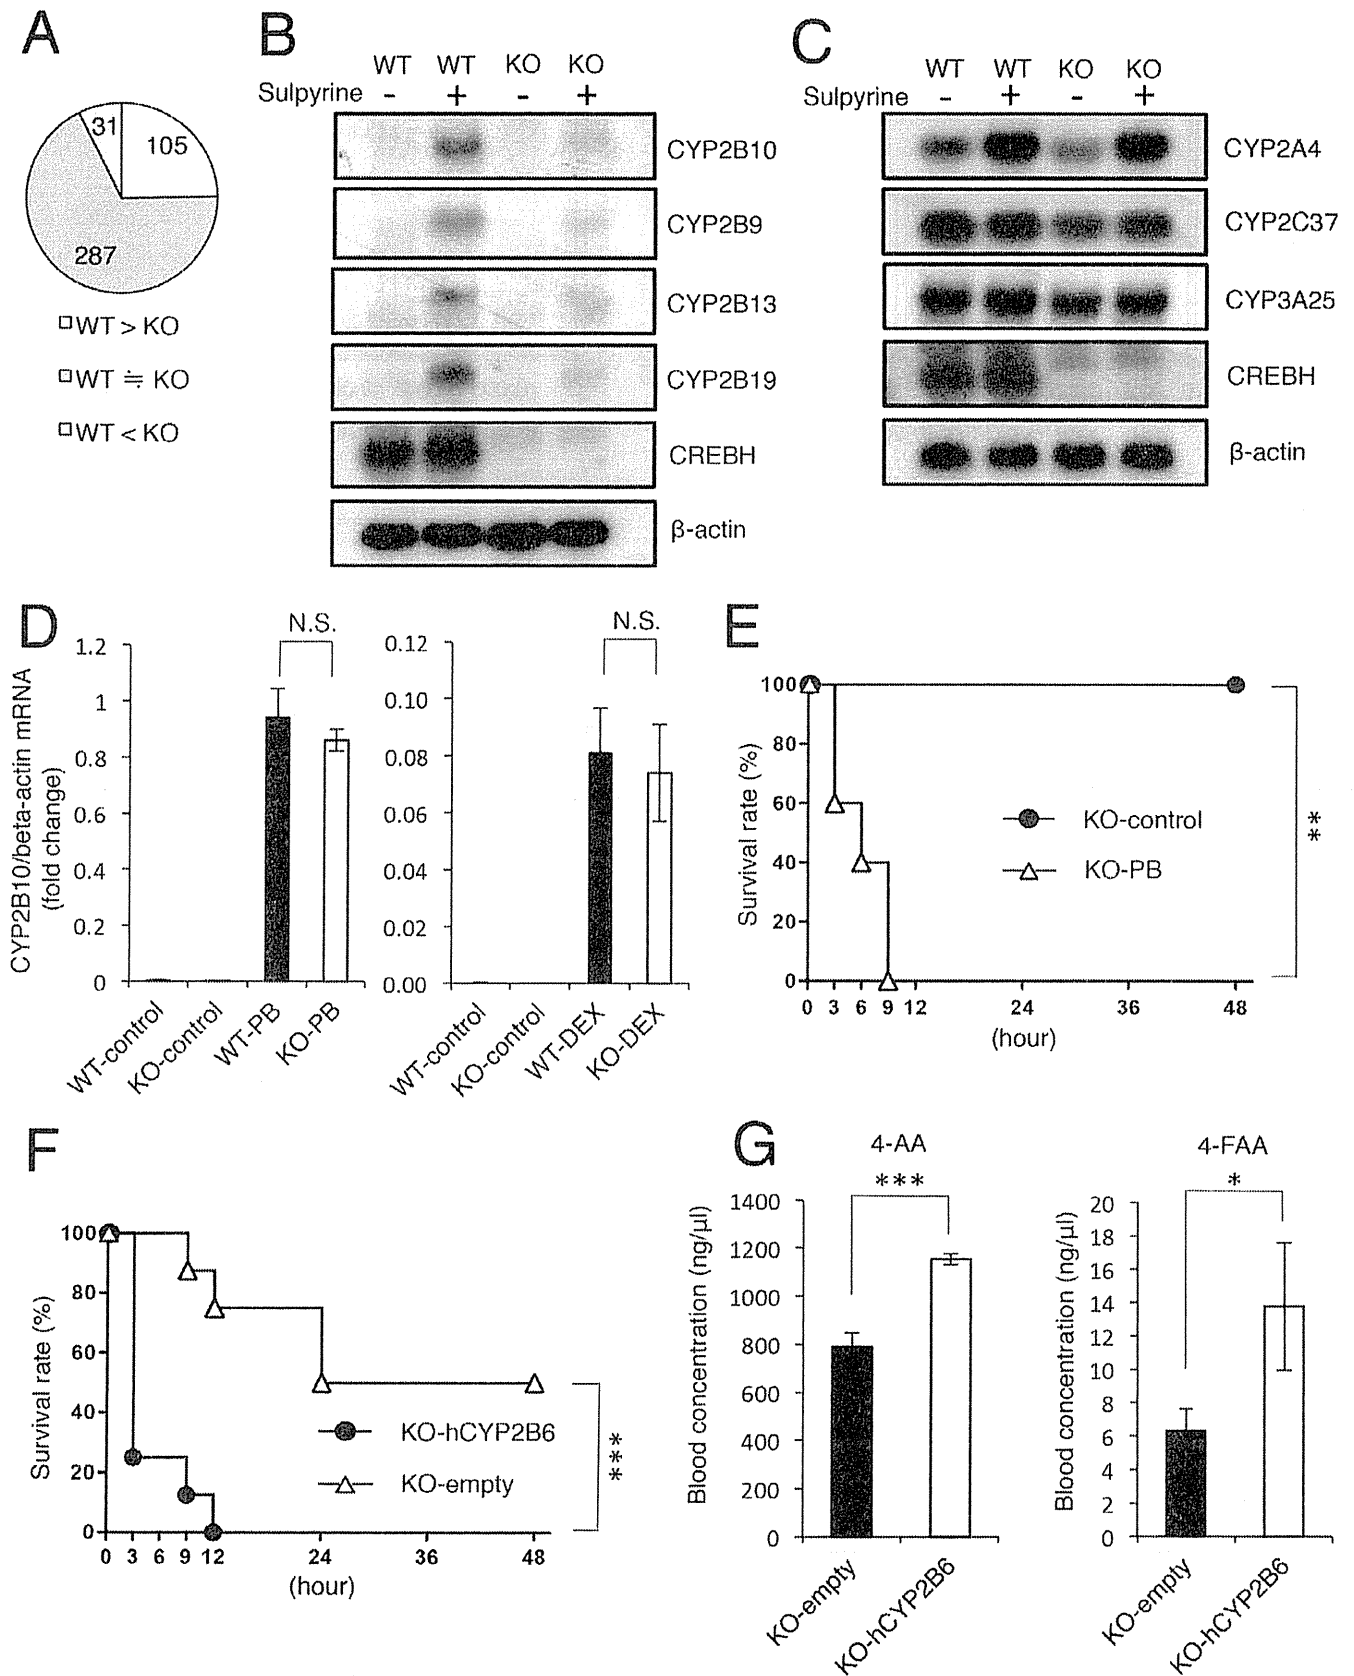 A
31
105
287
WT > KO
WT ≒ KO
WT < KO
B
WT WT KO KO
Sulpyrine - + - +
CYP2B10
CYP2B9
CYP2B13
CYP2B19
CREBH
β-actin
C
WT WT KO KO
Sulpyrine - + - +
CYP2A4
CYP2C37
CYP3A25
CREBH
β-actin
D
CYP2B10/beta-actin mRNA
(fold change)
N.S.
1.2
1
0.8
0.6
0.4
0.2
0
WT-control
KO-control
WT-PB
KO-PB
N.S.
0.12
0.10
0.08
0.06
0.04
0.02
0.00
WT-control
KO-control
WT-DEX
KO-DEX
E
Survival rate (%)
100
80
60
40
20
0
0 3 6 9 12 24 36 48
(hour)
KO-control
KO-PB
**
F
Survival rate (%)
100
80
60
40
20
0
0 3 6 9 12 24 36 48
(hour)
KO-hCYP2B6
KO-empty
***
G
4-AA
***
Blood concentration (ng/μl)
1400
1200
1000
800
600
400
200
0
KO-empty
KO-hCYP2B6
4-FAA
*
Blood concentration (ng/μl)
20
18
16
14
12
10
8
6
4
2
0
KO-empty
KO-hCYP2B6